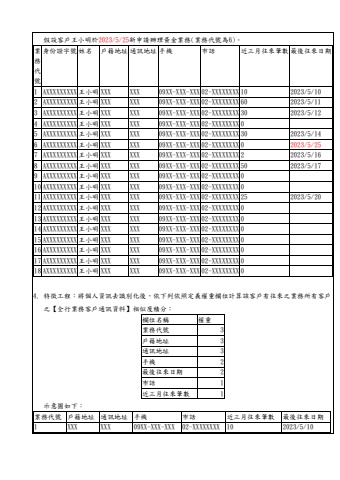 假設客戶王小明於2023/5/25新申請辦理黃金業務(業務代號為6)。
業務代號 身份證字號 姓名 戶籍地址 通訊地址 手機 市話 近三月往來筆數 最後往來日期
1 AXXXXXXXXX 王小明 XXX XXX 09XX-XXX-XXX 02-XXXXXXXX 10 2023/5/10
2 AXXXXXXXXX 王小明 XXX XXX 09XX-XXX-XXX 02-XXXXXXXX 60 2023/5/11
3 AXXXXXXXXX 王小明 XXX XXX 09XX-XXX-XXX 02-XXXXXXXX 30 2023/5/12
4 AXXXXXXXXX 王小明 XXX XXX 09XX-XXX-XXX 02-XXXXXXXX 0
5 AXXXXXXXXX 王小明 XXX XXX 09XX-XXX-XXX 02-XXXXXXXX 30 2023/5/14
6 AXXXXXXXXX 王小明 XXX XXX 09XX-XXX-XXX 02-XXXXXXXX 0 2023/5/25
7 AXXXXXXXXX 王小明 XXX XXX 09XX-XXX-XXX 02-XXXXXXXX 2 2023/5/16
8 AXXXXXXXXX 王小明 XXX XXX 09XX-XXX-XXX 02-XXXXXXXX 50 2023/5/17
9 AXXXXXXXXX 王小明 XXX XXX 09XX-XXX-XXX 02-XXXXXXXX 0
10 AXXXXXXXXX 王小明 XXX XXX 09XX-XXX-XXX 02-XXXXXXXX 0
11 AXXXXXXXXX 王小明 XXX XXX 09XX-XXX-XXX 02-XXXXXXXX 25 2023/5/20
12 AXXXXXXXXX 王小明 XXX XXX 09XX-XXX-XXX 02-XXXXXXXX 0
13 AXXXXXXXXX 王小明 XXX XXX 09XX-XXX-XXX 02-XXXXXXXX 0
14 AXXXXXXXXX 王小明 XXX XXX 09XX-XXX-XXX 02-XXXXXXXX 0
15 AXXXXXXXXX 王小明 XXX XXX 09XX-XXX-XXX 02-XXXXXXXX 0
16 AXXXXXXXXX 王小明 XXX XXX 09XX-XXX-XXX 02-XXXXXXXX 0
17 AXXXXXXXXX 王小明 XXX XXX 09XX-XXX-XXX 02-XXXXXXXX 0
18 AXXXXXXXXX 王小明 XXX XXX 09XX-XXX-XXX 02-XXXXXXXX 0
4. 特徵工程：將個人資訊去識別化後，依下列依照定義權重欄位計算該客戶有往來之業務所有客戶
之【全行業務客戶通訊資料】相似度積分：
欄位名稱 權重
業務代號 3
戶籍地址 3
通訊地址 3
手機 2
最後往來日期 2
市話 1
近三月往來筆數 1
示意圖如下：
業務代號 戶籍地址 通訊地址 手機 市話 近三月往來筆數 最後往來日期
1 XXX XXX 09XX-XXX-XXX 02-XXXXXXXX 10 2023/5/10